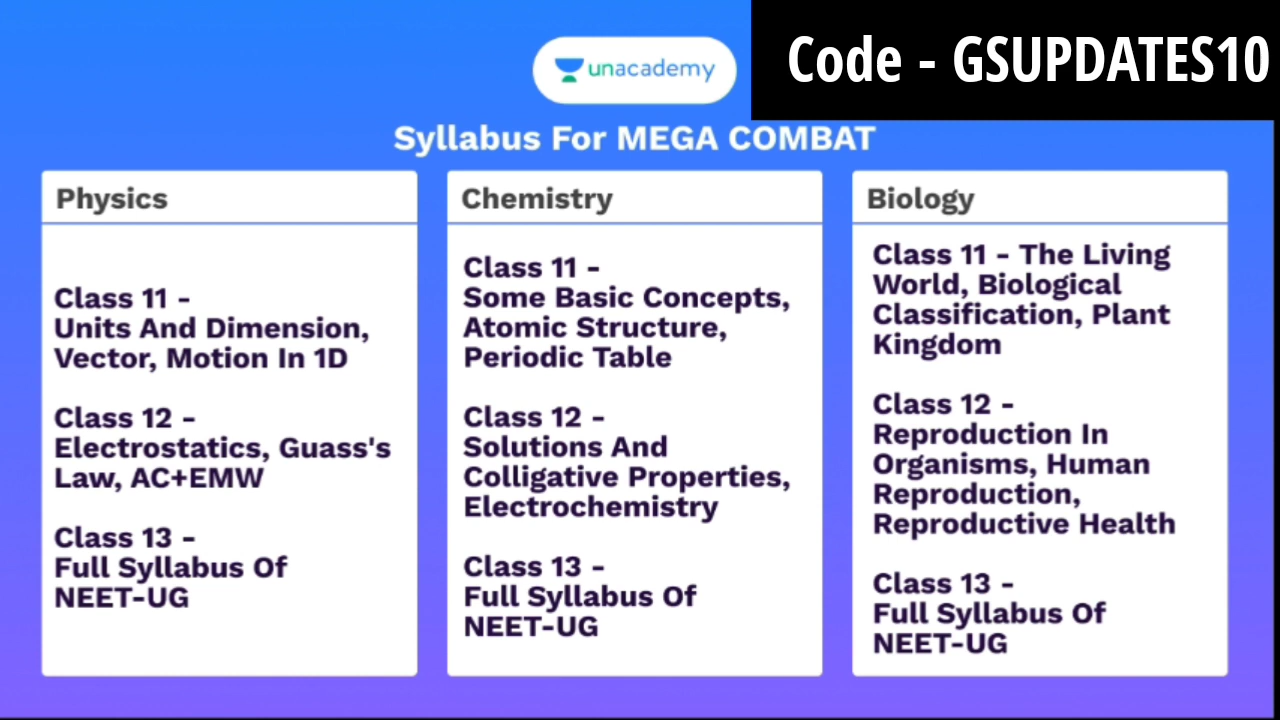 unacademy
Code - GSUPDATES10
Syllabus For MEGA COMBAT
Physics
Class 11 -
Units And Dimension,
Vector, Motion In 1D
Class 12 -
Electrostatics, Guass's
Law, AC+EMW
Class 13 -
Full Syllabus Of
NEET-UG
Chemistry
Class 11 -
Some Basic Concepts,
Atomic Structure,
Periodic Table
Class 12 -
Solutions And
Colligative Properties,
Electrochemistry
Class 13 -
Full Syllabus Of
NEET-UG
Biology
Class 11 - The Living
World, Biological
Classification, Plant
Kingdom
Class 12 -
Reproduction In
Organisms, Human
Reproduction,
Reproductive Health
Class 13 -
Full Syllabus Of
NEET-UG